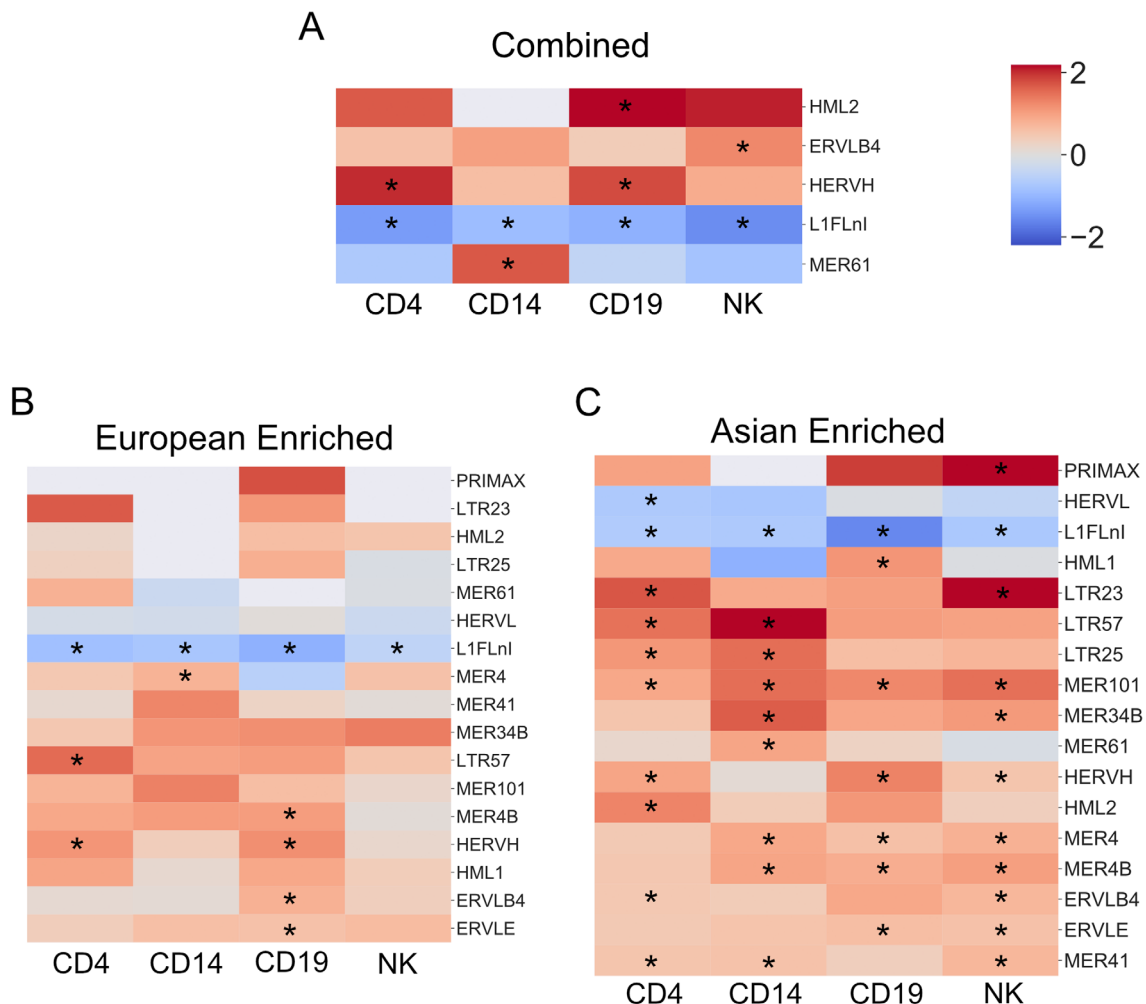 A
Combined
* HML2
* ERVLB4
* * HERVH
* * * * L1FLnI
* MER61
CD4 CD14 CD19 NK
2
0
−2
B
European Enriched
PRIMAX
LTR23
HML2
LTR25
MER61
HERVL
* * * * L1FLnI
* MER4
MER41
MER34B
* LTR57
MER101
* MER4B
* * HERVH
HML1
* ERVLB4
* ERVLE
CD4 CD14 CD19 NK
C
Asian Enriched
* PRIMAX
* HERVL
* * * * L1FLnI
* HML1
* * LTR23
* * LTR57
* * LTR25
* * * * MER101
* * MER34B
* MER61
* * * HERVH
* HML2
* * * MER4
* * * MER4B
* * ERVLB4
* * ERVLE
* * * MER41
CD4 CD14 CD19 NK